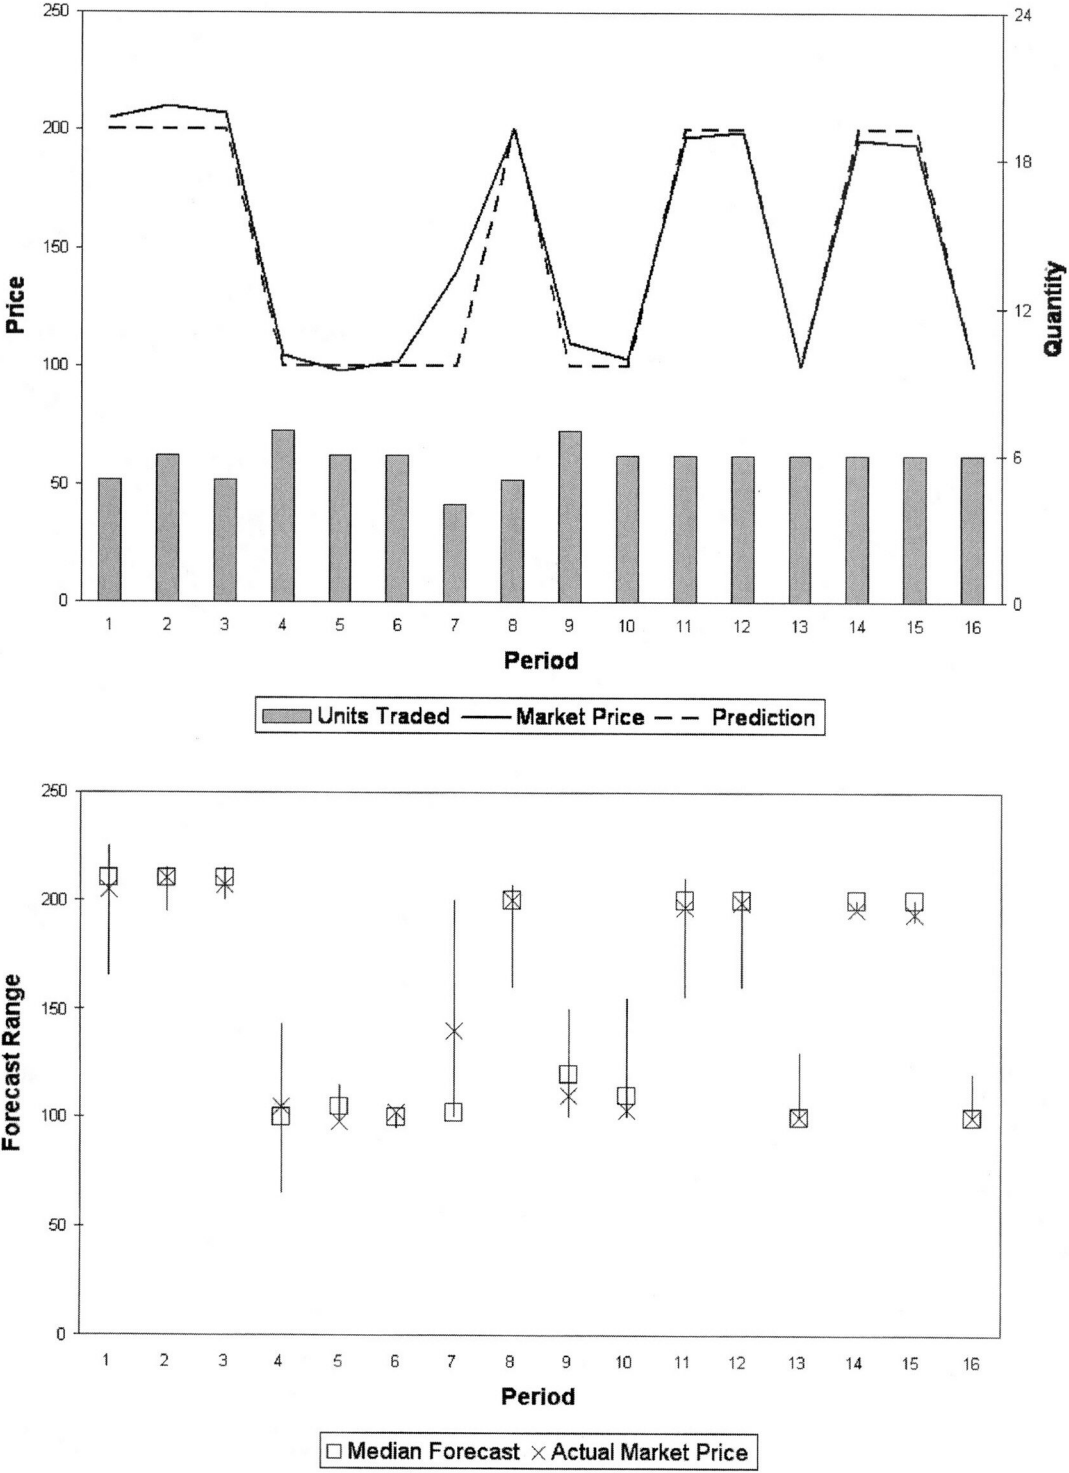 250
200
150
100
50
0
24
18
12
6
0
Price
Quantity
1 2 3 4 5 6 7 8 9 10 11 12 13 14 15 16
Period
Units Traded Market Price Prediction
250
200
150
100
50
0
Forecast Range
1 2 3 4 5 6 7 8 9 10 11 12 13 14 15 16
Period
Median Forecast Actual Market Price